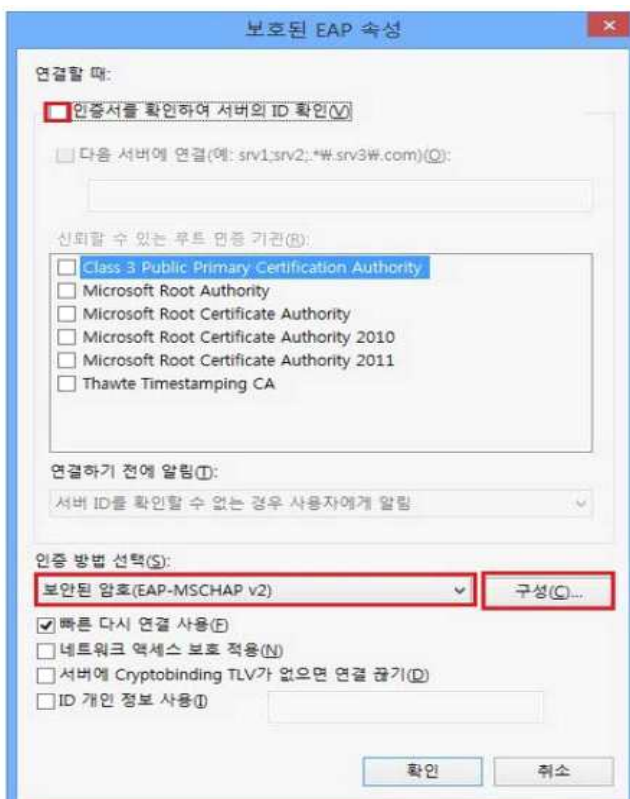 보호된 EAP 속성
연결할 때:
인증서를 확인하여 서버의 ID 확인(V)
다음 서버에 연결(예: srv1;srv2;.*₩.srv3₩.com)(O):
신뢰할 수 있는 루트 인증 기관(R):
Class 3 Public Primary Certification Authority
Microsoft Root Authority
Microsoft Root Certificate Authority
Microsoft Root Certificate Authority 2010
Microsoft Root Certificate Authority 2011
Thawte Timestamping CA
연결하기 전에 알림(T):
서버 ID를 확인할 수 없는 경우 사용자에게 알림
인증 방법 선택(S):
보안된 암호(EAP-MSCHAP v2)
구성(C)...
빠른 다시 연결 사용(F)
네트워크 액세스 보호 적용(N)
서버에 Cryptobinding TLV가 없으면 연결 끊기(D)
ID 개인 정보 사용(I)
확인
취소